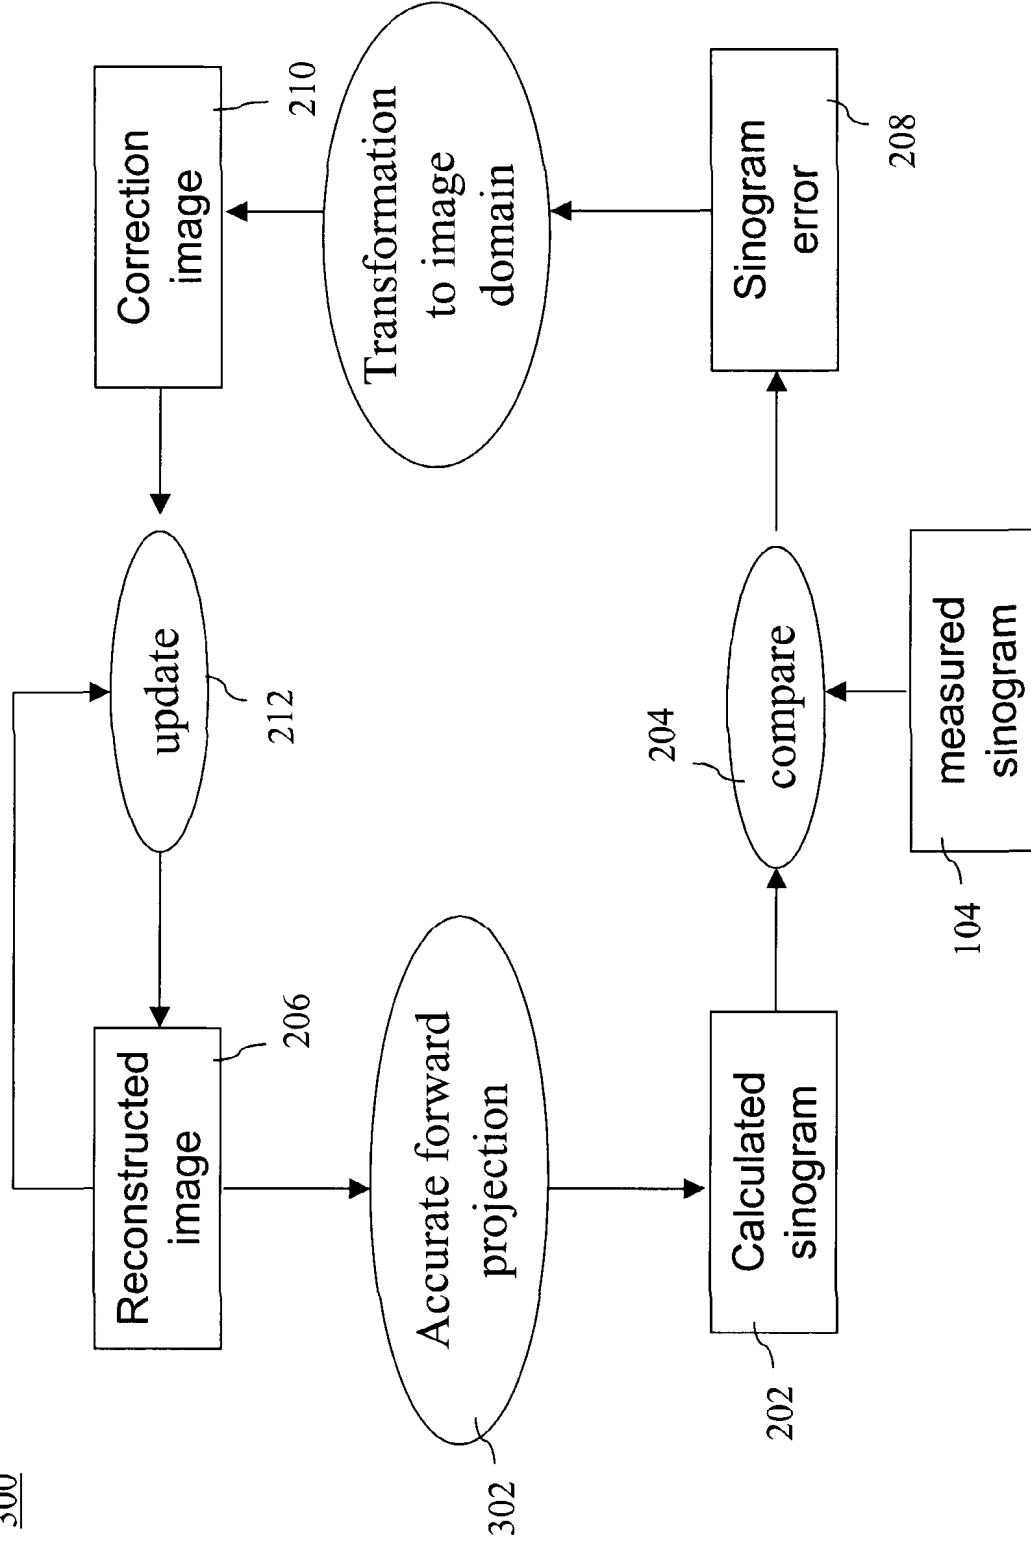 300
Reconstructed
image
206
update
212
Correction
image
210
302
Accurate forward
projection
Transformation
to image
domain
202
Calculated
sinogram
204
compare
Sinogram
error
208
104
measured
sinogram